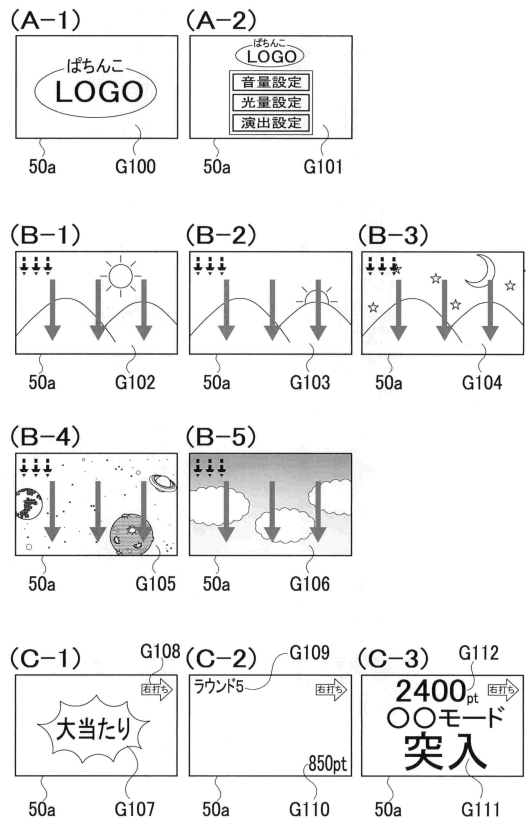 (A-1)
(A-2)
ぱちんこ
LOGO
50a
G100
ぱちんこ
LOGO
音量設定
光量設定
演出設定
50a
G101
(B-1)
(B-2)
(B-3)
50a
G102
50a
G103
50a
G104
(B-4)
(B-5)
50a
G105
50a
G106
(C-1)
G108
(C-2)
G109
(C-3)
G112
右打ち
大当たり
50a
G107
ラウンド5
右打ち
850pt
50a
G110
2400pt
右打ち
〇〇モード
突入
50a
G111